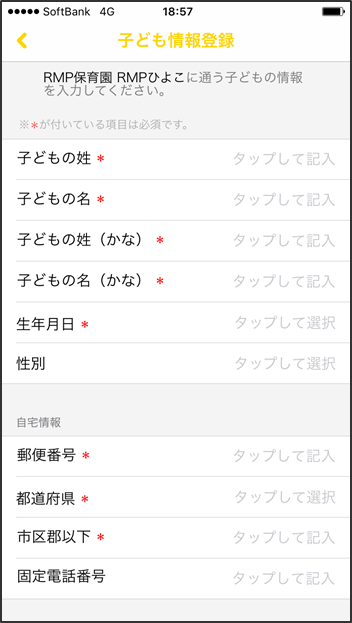 SoftBank 4G 18:57
子ども情報登録
RMP保育園 RMPひよこに通う子どもの情報
を入力してください。
※*が付いている項目は必須です。
子どもの姓 * タップして記入
子どもの名 * タップして記入
子どもの姓（かな） * タップして記入
子どもの名（かな） * タップして記入
生年月日 * タップして選択
性別 タップして選択
自宅情報
郵便番号 * タップして記入
都道府県 * タップして選択
市区郡以下 * タップして記入
固定電話番号 タップして記入